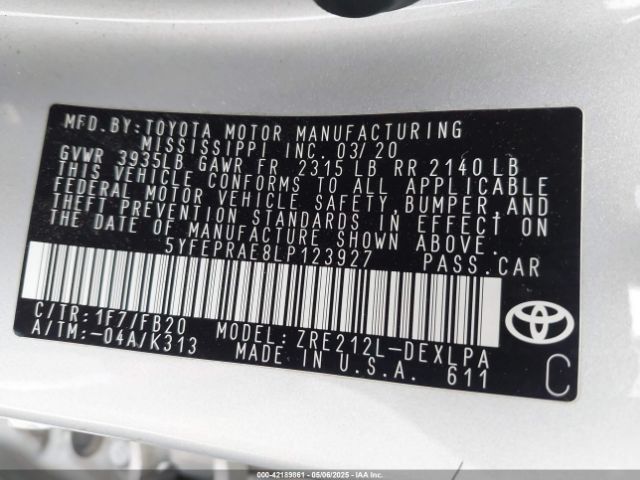 MFD.BY:TOYOTA MOTOR MANUFACTURING
MISSISSIPPI INC. 03/20
GVWR 3935LB GAWR FR 2315 LB RR 2140 LB
THIS VEHICLE CONFORMS TO ALL APPLICABLE
FEDERAL MOTOR VEHICLE SAFETY, BUMPER, AND
THEFT PREVENTION STANDARDS IN EFFECT ON
THE DATE OF MANUFACTURE SHOWN ABOVE.
5YFEPRAE8LP123927 PASS.CAR
C/TR:1F7/FB20 MODEL:ZRE212L-DEXLPA
A/TM:-04A/K313 MADE IN U.S.A. 611
C
000-42189861 - 05/06/2025 - IAAI.COM